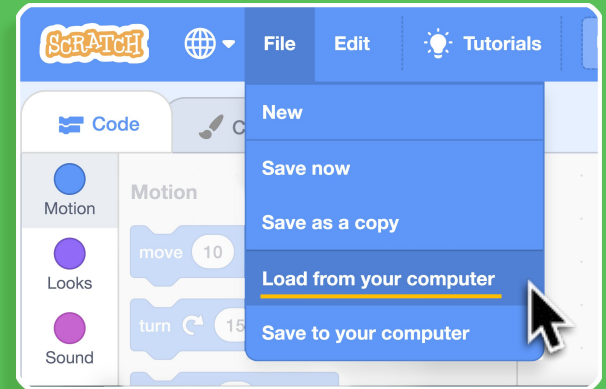 SCRATCH File Edit Tutorials
Code C
New
Save now
Save as a copy
Load from your computer
Save to your computer
Motion
Looks
Sound
Motion
move 10
turn 15